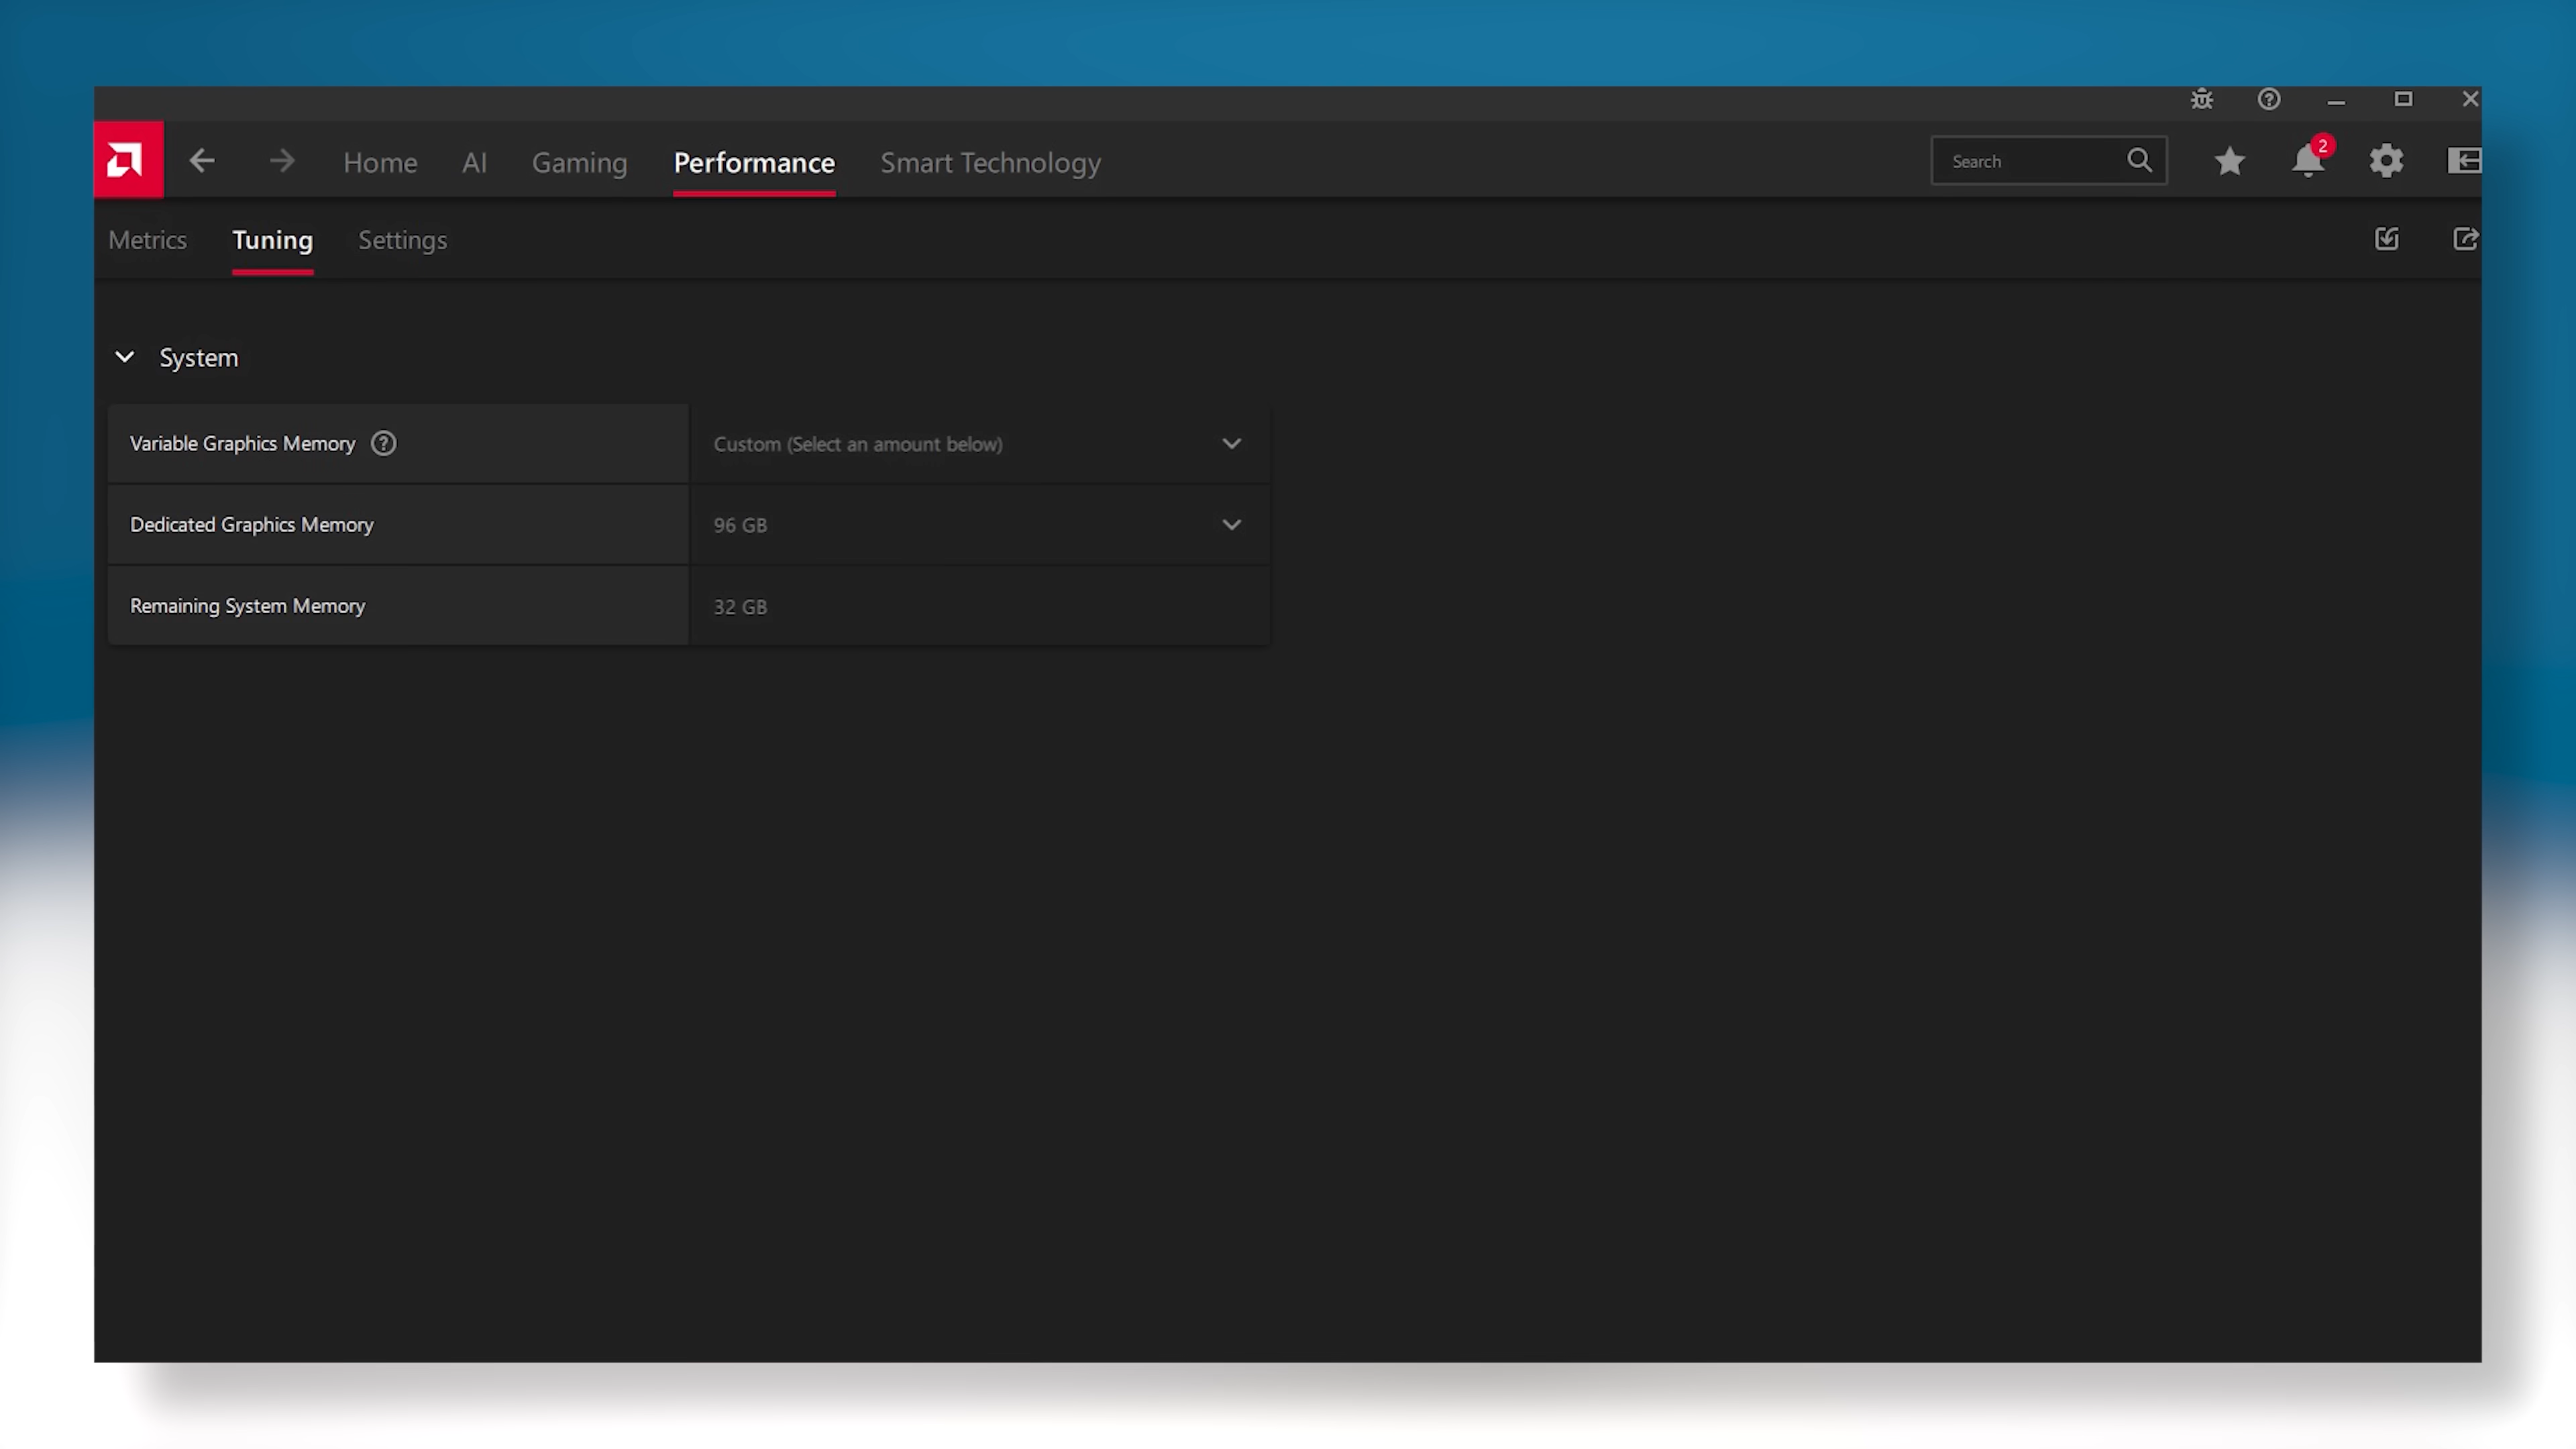 Home AI Gaming Performance Smart Technology Search 2
Metrics Tuning Settings
System
Variable Graphics Memory ? Custom (Select an amount below)
Dedicated Graphics Memory 96 GB
Remaining System Memory 32 GB